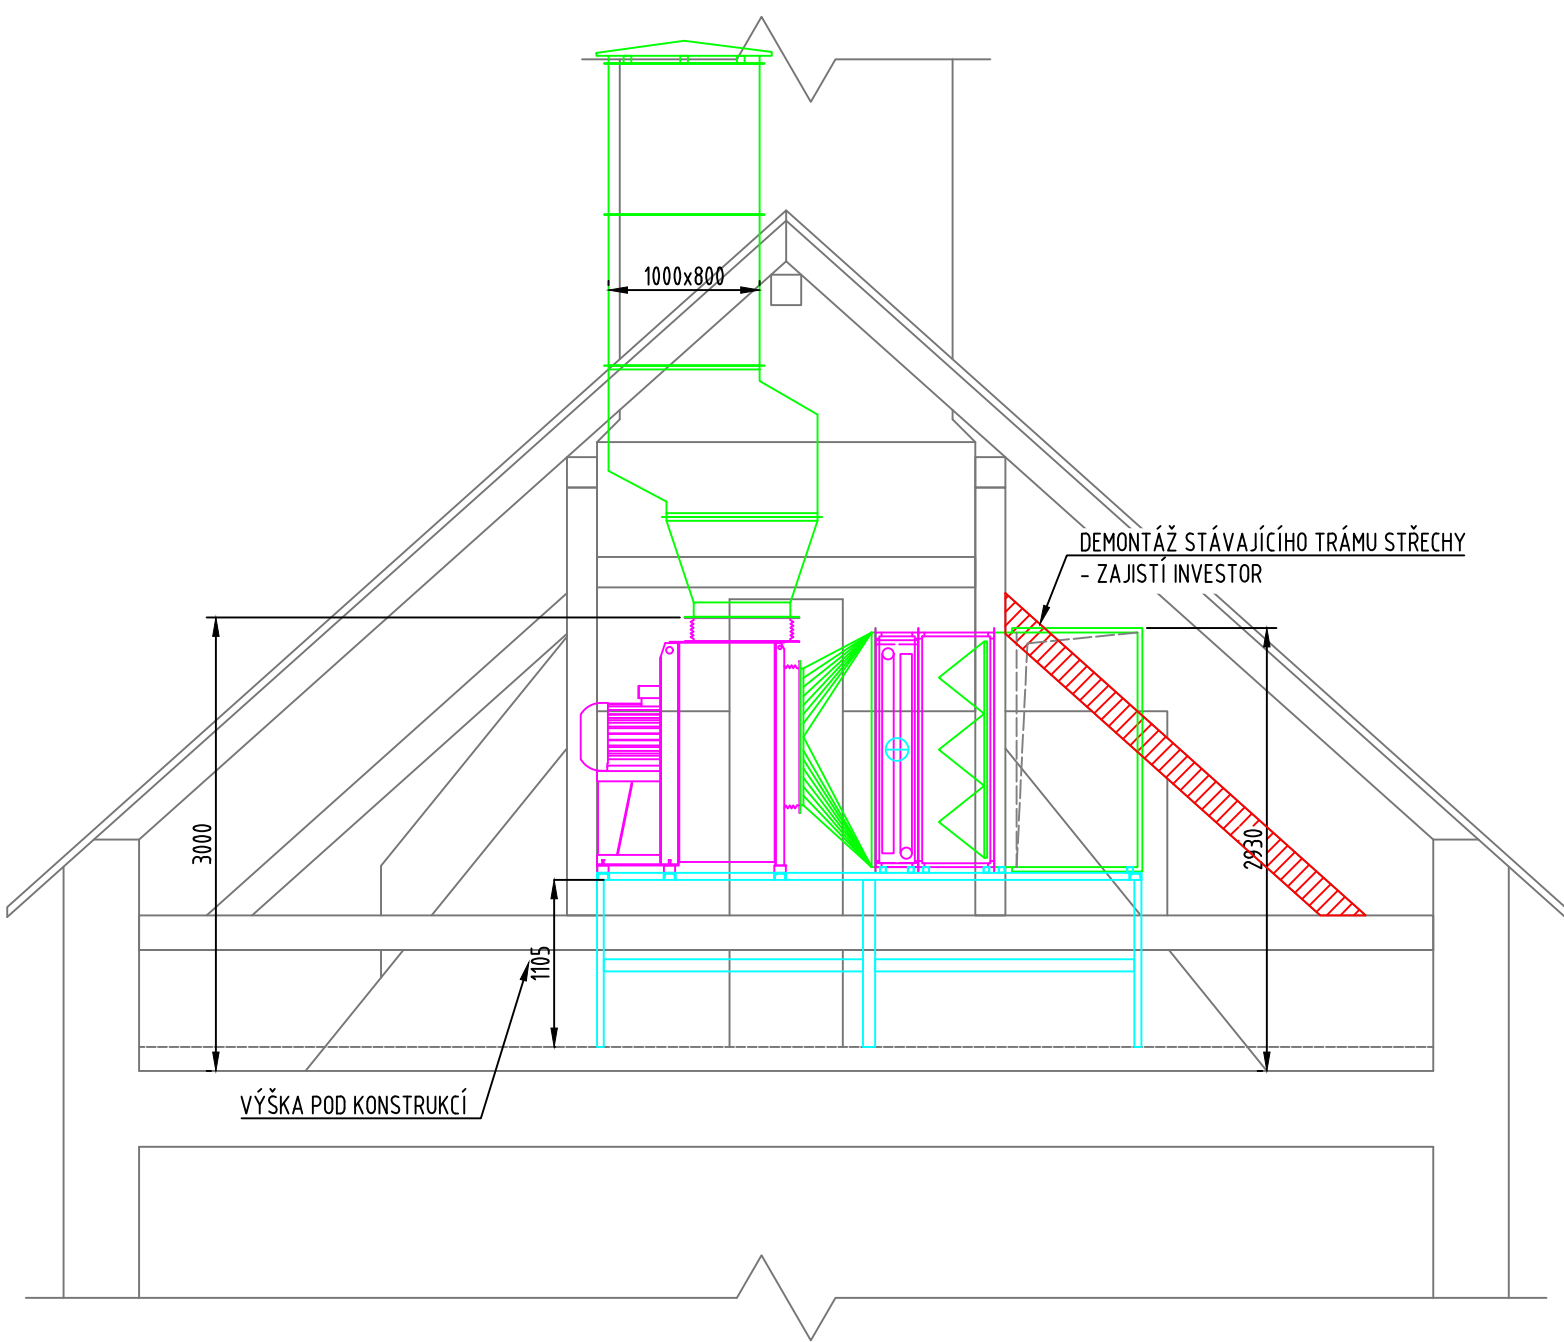 1000x800
DEMONTÁŽ STÁVAJÍCÍHO TRÁMU STŘECHY
- ZAJISTÍ INVESTOR
3000
2930
1105
VÝŠKA POD KONSTRUKCÍ